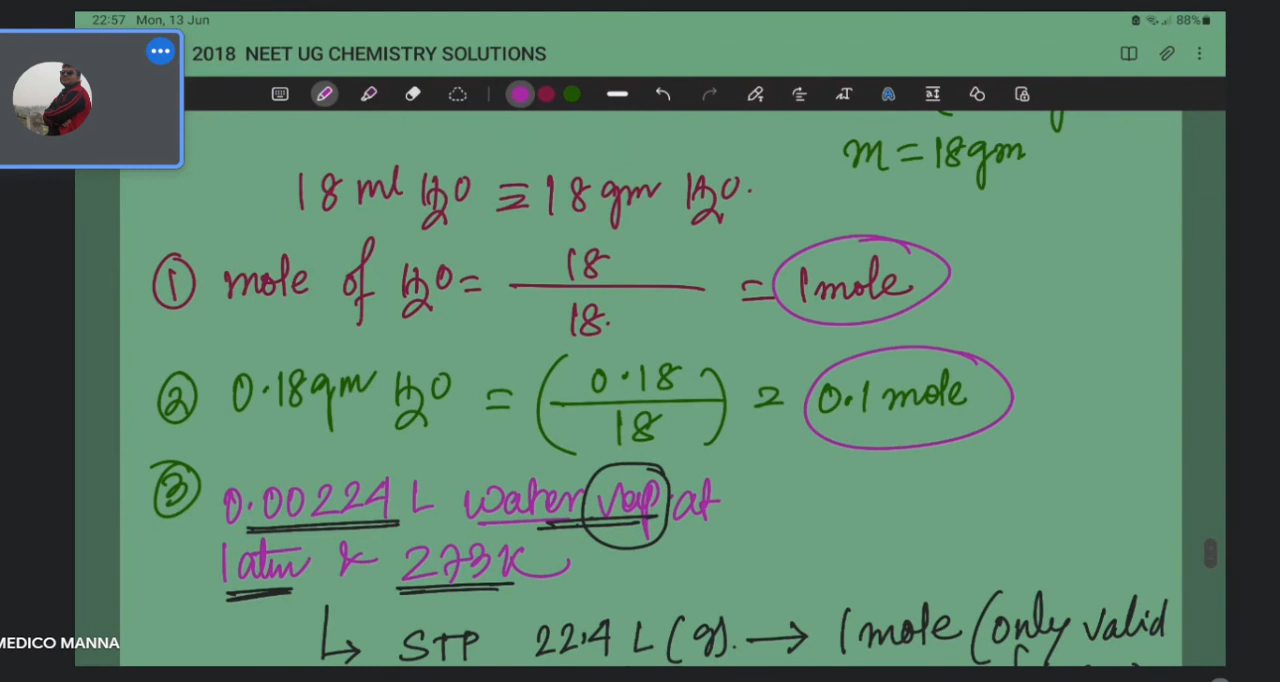 22:57 Mon, 13 Jun
88%
2018 NEET UG CHEMISTRY SOLUTIONS
m = 18gm
18 ml H2O ≡ 18 gm H2O.
① mole of H2O = 18/18. = 1 mole
② 0.18gm H2O = (0.18/18) = 0.1 mole
③ 0.00224 L water vap at
1atm & 273K
↳ STP 22.4 L (g). → 1 mole (only valid
MEDICO MANNA